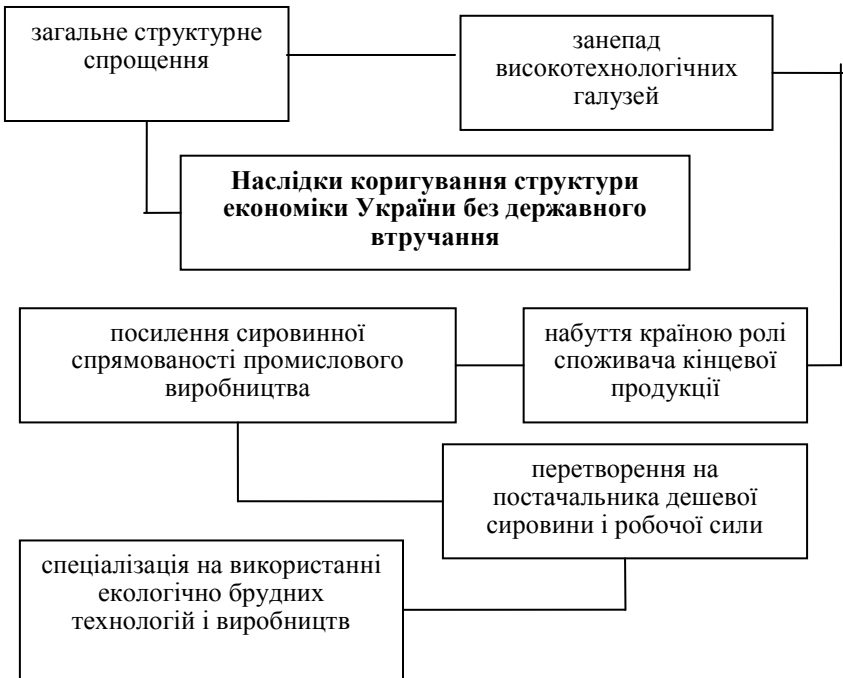 загальне структурне
спрощення
занепад
високотехнологічних
галузей
Наслідки коригування структури
економіки України без державного
втручання
посилення сировинної
спрямованості промислового
виробництва
набуття країною ролі
споживача кінцевої
продукції
перетворення на
постачальника дешевої
сировини і робочої сили
спеціалізація на використанні
екологічно брудних
технологій і виробництв